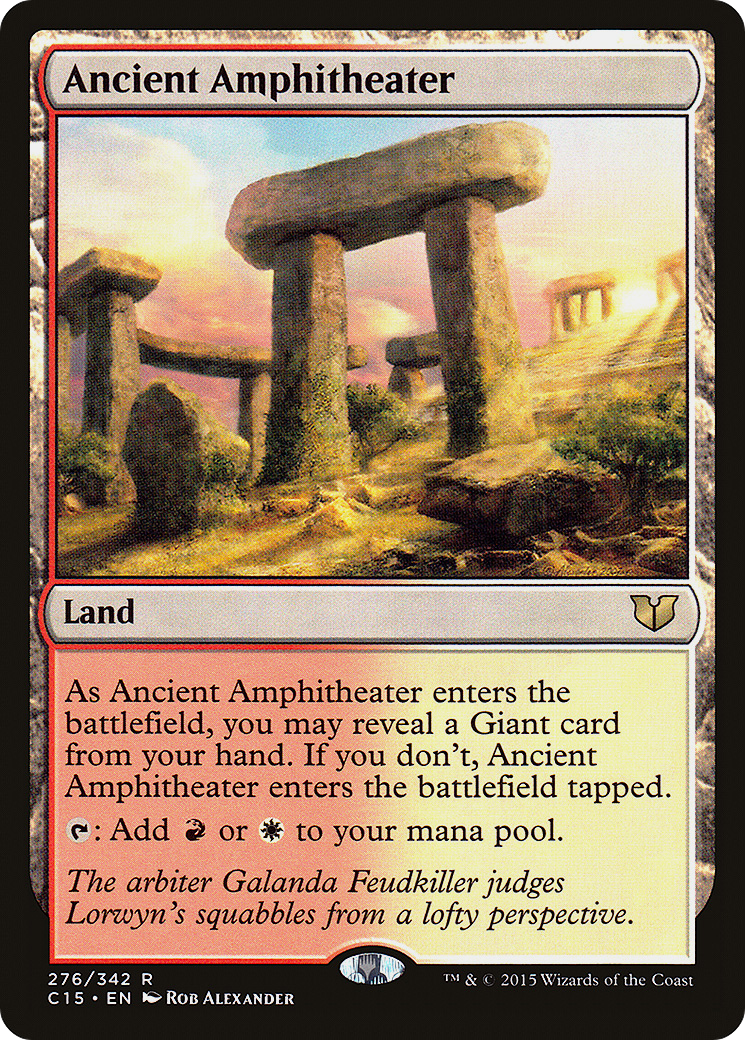 Ancient Amphitheater
Land
As Ancient Amphitheater enters the
battlefield, you may reveal a Giant card
from your hand. If you don't, Ancient
Amphitheater enters the battlefield tapped.
: Add or to your mana pool.
The arbiter Galanda Feudkiller judges
Lorwyn's squabbles from a lofty perspective.
276/342 R
™ & © 2015 Wizards of the Coast
C15 • EN Rob Alexander